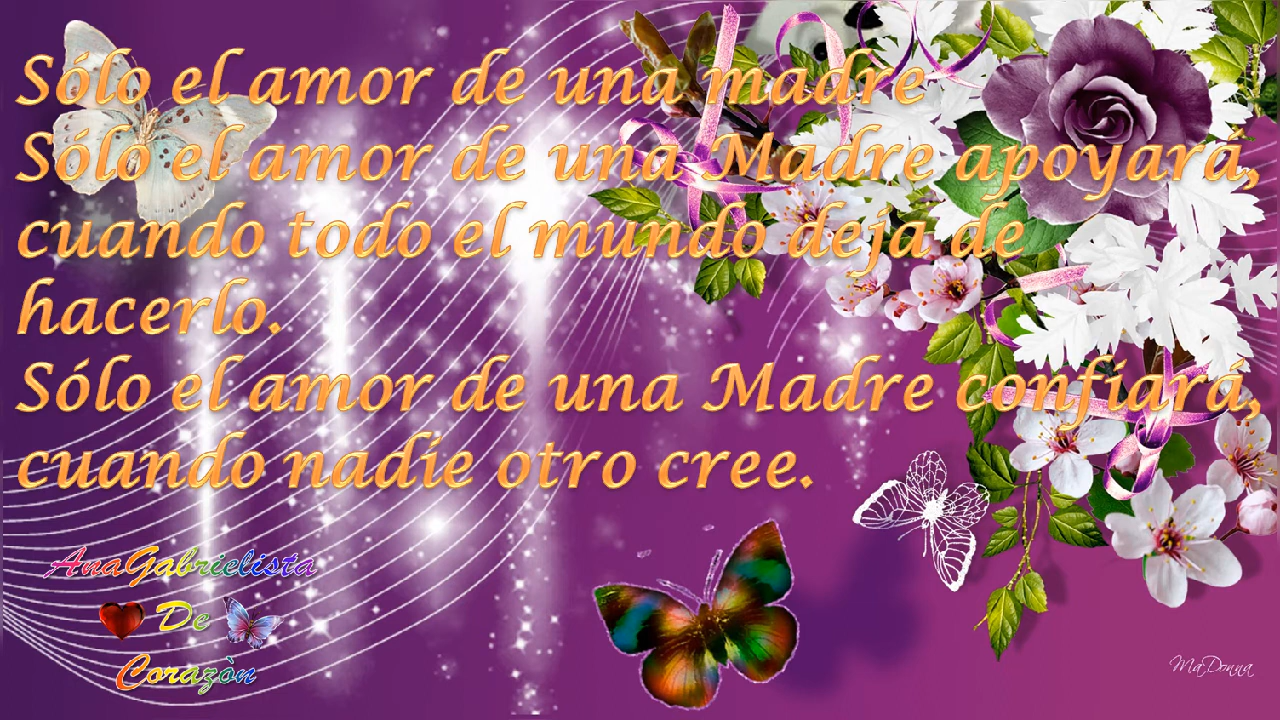 Sólo el amor de una madre
Sólo el amor de una Madre apoyará,
cuando todo el mundo deja de
hacerlo.
Sólo el amor de una Madre confiará,
cuando nadie otro cree.
AnaGabrielista
De
Corazòn
MaDonna